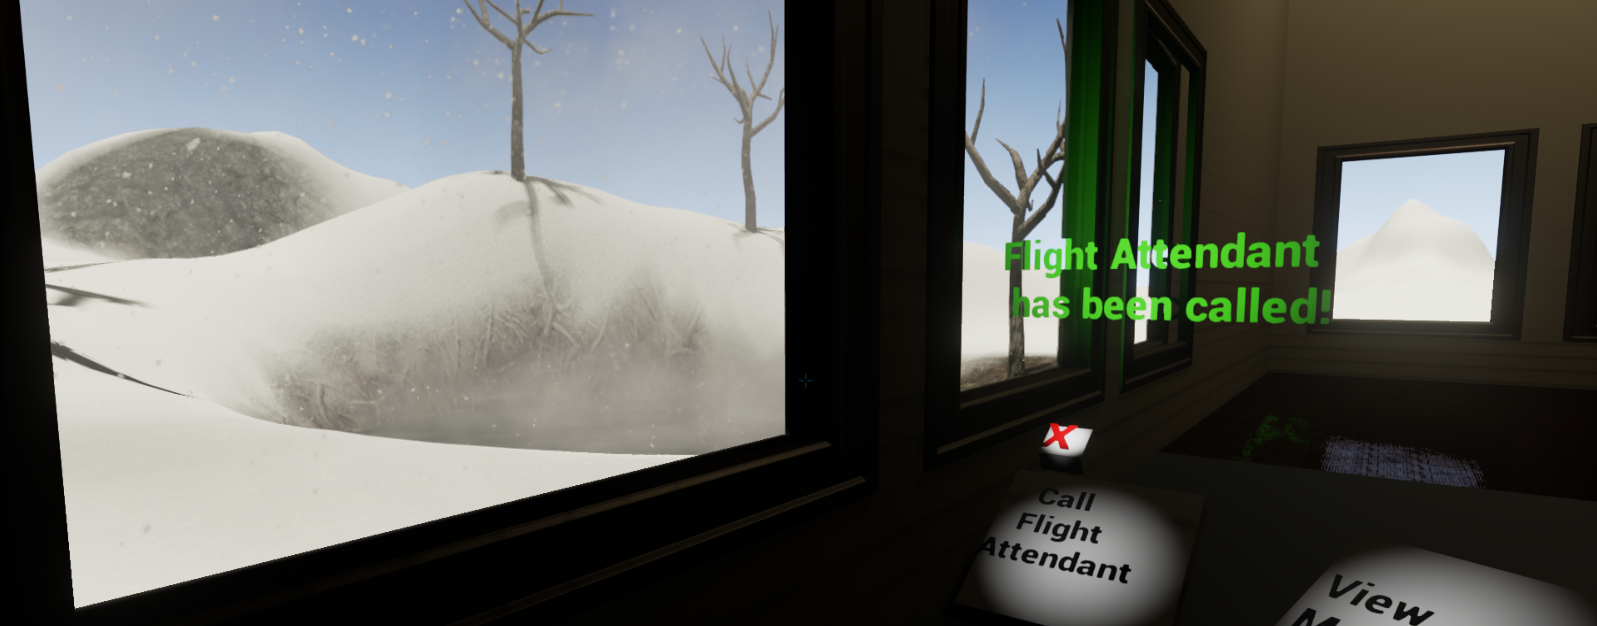 Flight Attendant
has been called!
X
Call
Flight
Attendant
View